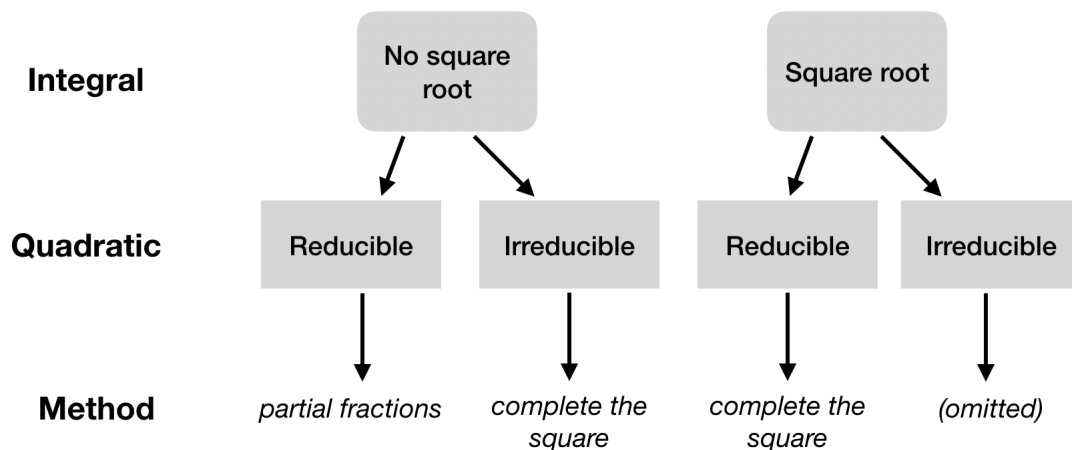 Integral
No square
root
Square root
Quadratic
Reducible
Irreducible
Reducible
Irreducible
Method
partial fractions
complete the
square
complete the
square
(omitted)